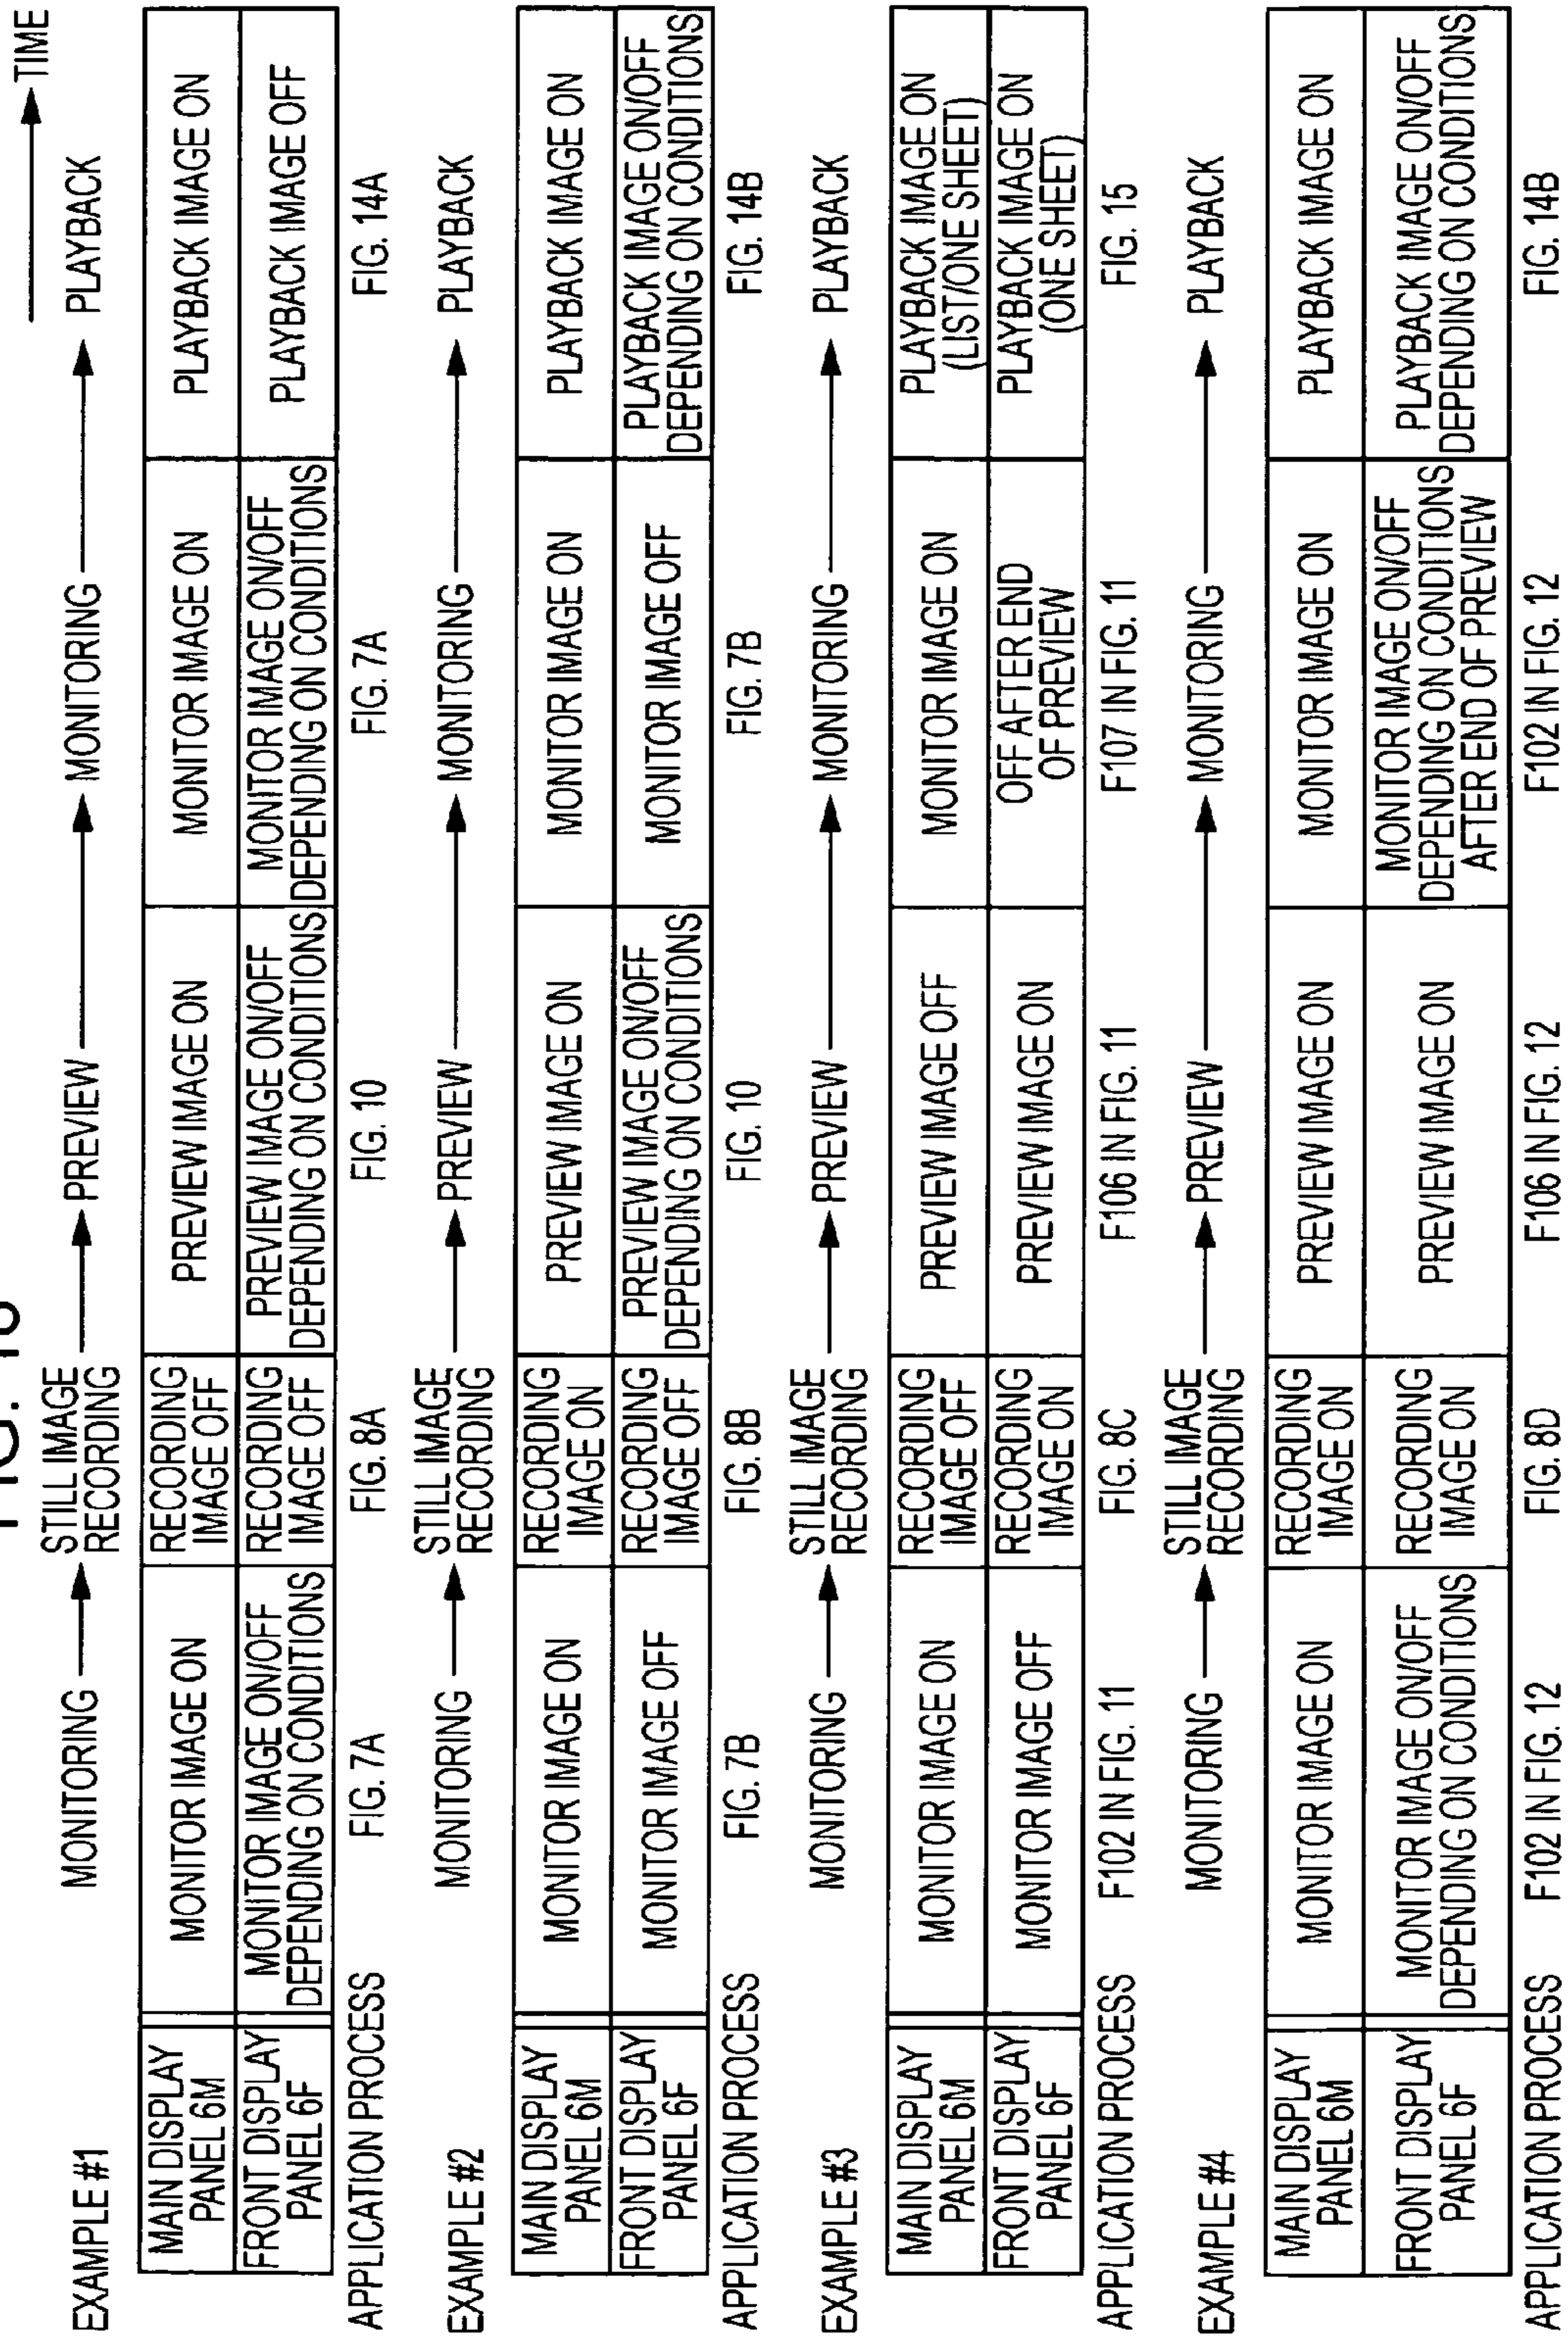 FIG.
TIME
EXAMPLE #1
MONITORING
STILL IMAGE
RECORDING
PREVIEW
MONITORING
PLAYBACK
MAIN DISPLAY
PANEL 6M
MONITOR IMAGE ON
RECORDING
IMAGE OFF
PREVIEW IMAGE ON
MONITOR IMAGE ON
PLAYBACK IMAGE ON
FRONT DISPLAY
PANEL 6F
MONITOR IMAGE ON/OFF
DEPENDING ON CONDITIONS
RECORDING
IMAGE OFF
PREVIEW IMAGE ON/OFF
DEPENDING ON CONDITIONS
MONITOR IMAGE ON/OFF
DEPENDING ON CONDITIONS
PLAYBACK IMAGE OFF
APPLICATION PROCESS
FIG. 7A
FIG. 8A
FIG. 10
FIG. 7A
FIG. 14A
EXAMPLE #2
MONITORING
STILL IMAGE
RECORDING
PREVIEW
MONITORING
PLAYBACK
MAIN DISPLAY
PANEL 6M
MONITOR IMAGE ON
RECORDING
IMAGE ON
PREVIEW IMAGE ON
MONITOR IMAGE ON
PLAYBACK IMAGE ON
FRONT DISPLAY
PANEL 6F
MONITOR IMAGE OFF
RECORDING
IMAGE OFF
PREVIEW IMAGE ON/OFF
DEPENDING ON CONDITIONS
MONITOR IMAGE OFF
PLAYBACK IMAGE ON/OFF
DEPENDING ON CONDITIONS
APPLICATION PROCESS
FIG. 7B
FIG. 8B
FIG. 10
FIG. 7B
FIG. 14B
EXAMPLE #3
MONITORING
STILL IMAGE
RECORDING
PREVIEW
MONITORING
PLAYBACK
MAIN DISPLAY
PANEL 6M
MONITOR IMAGE ON
RECORDING
IMAGE OFF
PREVIEW IMAGE OFF
MONITOR IMAGE ON
PLAYBACK IMAGE ON
(LIST/ONE SHEET)
FRONT DISPLAY
PANEL 6F
MONITOR IMAGE OFF
RECORDING
IMAGE ON
PREVIEW IMAGE ON
OFF AFTER END
OF PREVIEW
PLAYBACK IMAGE ON
(ONE SHEET)
APPLICATION PROCESS
F102 IN FIG. 11
FIG. 8C
F106 IN FIG. 11
F107 IN FIG. 11
FIG. 15
EXAMPLE #4
MONITORING
STILL IMAGE
RECORDING
PREVIEW
MONITORING
PLAYBACK
MAIN DISPLAY
PANEL 6M
MONITOR IMAGE ON
RECORDING
IMAGE ON
PREVIEW IMAGE ON
MONITOR IMAGE ON
PLAYBACK IMAGE ON
FRONT DISPLAY
PANEL 6F
MONITOR IMAGE ON/OFF
DEPENDING ON CONDITIONS
RECORDING
IMAGE ON
PREVIEW IMAGE ON
MONITOR IMAGE ON/OFF
DEPENDING ON CONDITIONS
AFTER END OF PREVIEW
PLAYBACK IMAGE ON/OFF
DEPENDING ON CONDITIONS
APPLICATION PROCESS
F102 IN FIG. 12
FIG. 8D
F106 IN FIG. 12
F102 IN FIG. 12
FIG. 14B